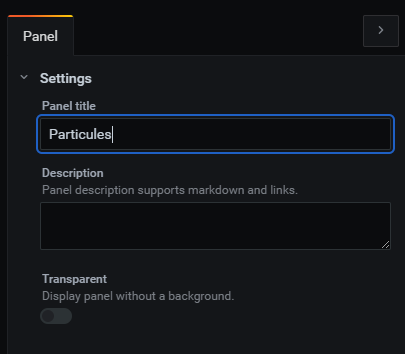 Panel
Settings
Panel title
Particules
Description
Panel description supports markdown and links.
Transparent
Display panel without a background.